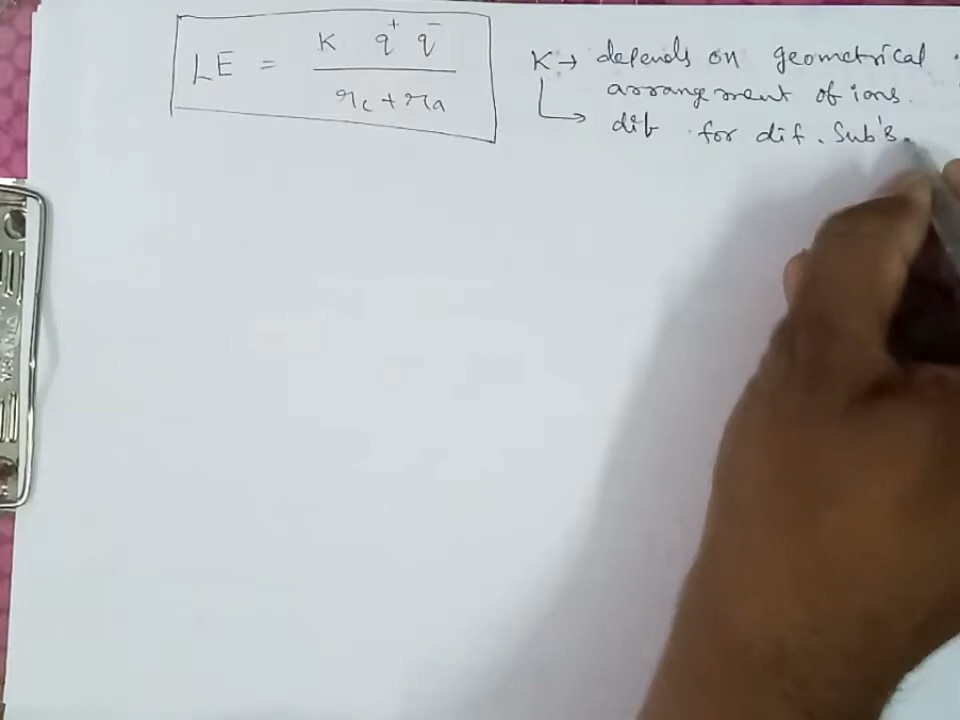 LE = K q⁺ q⁻ / r_c + r_a
K → depends on geometrical
arrangement of ions.
dif for dif. Sub's.